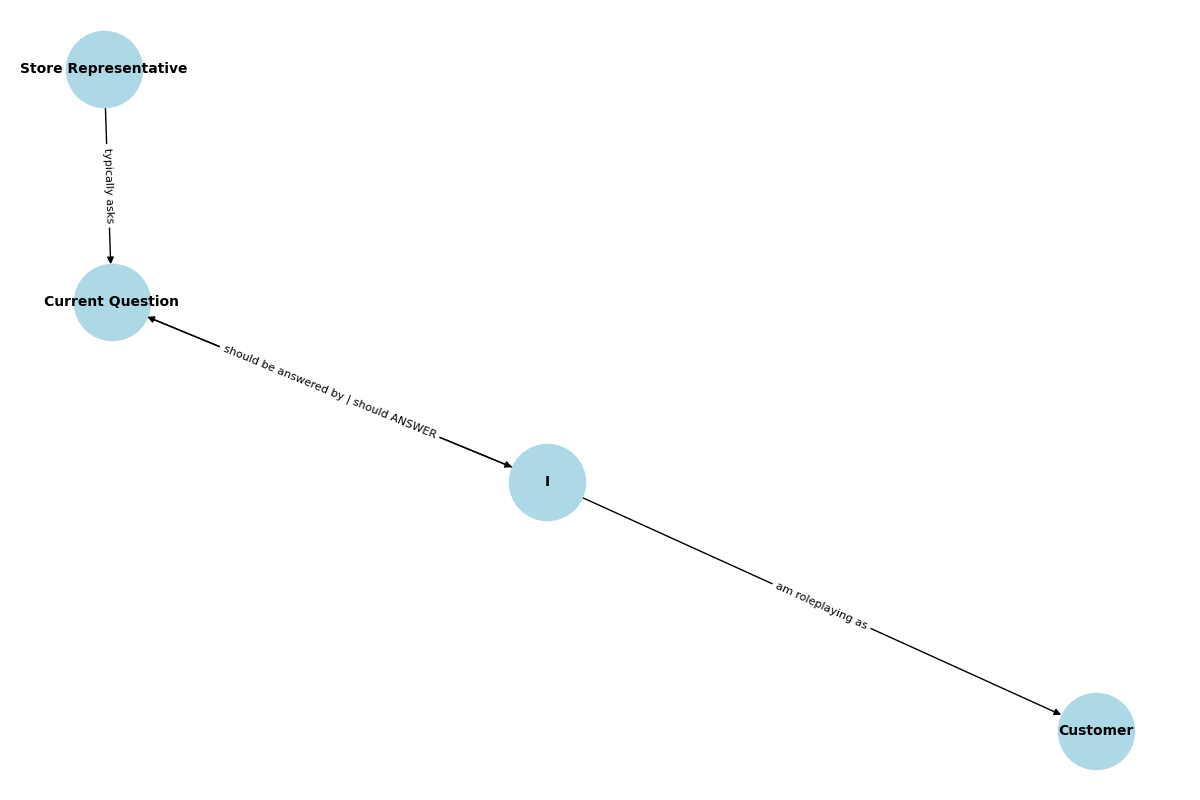 Store Representative
typically asks
Current Question
should be answered by | should ANSWER
I
am roleplaying as
Customer